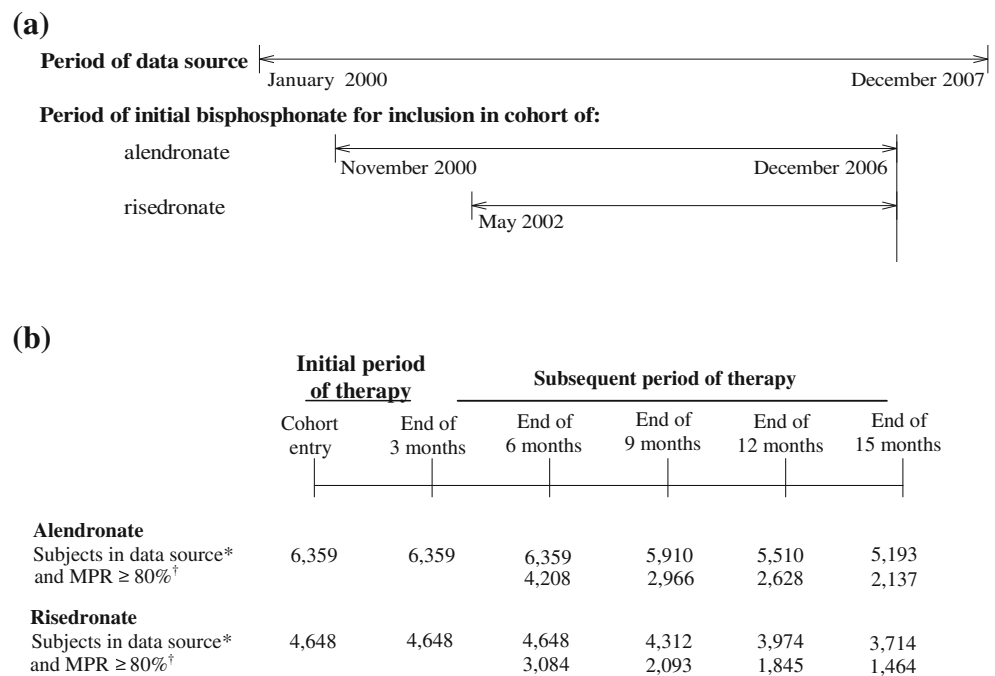 (a)
Period of data source
January 2000
December 2007
Period of initial bisphosphonate for inclusion in cohort of:
alendronate
November 2000
December 2006
risedronate
May 2002
(b)
Initial period
of therapy
Subsequent period of therapy
Cohort
entry
End of
3 months
End of
6 months
End of
9 months
End of
12 months
End of
15 months
Alendronate
Subjects in data source* 6,359 6,359 6,359 5,910 5,510 5,193
and MPR ≥ 80%† 4,208 2,966 2,628 2,137
Risedronate
Subjects in data source* 4,648 4,648 4,648 4,312 3,974 3,714
and MPR ≥ 80%† 3,084 2,093 1,845 1,464